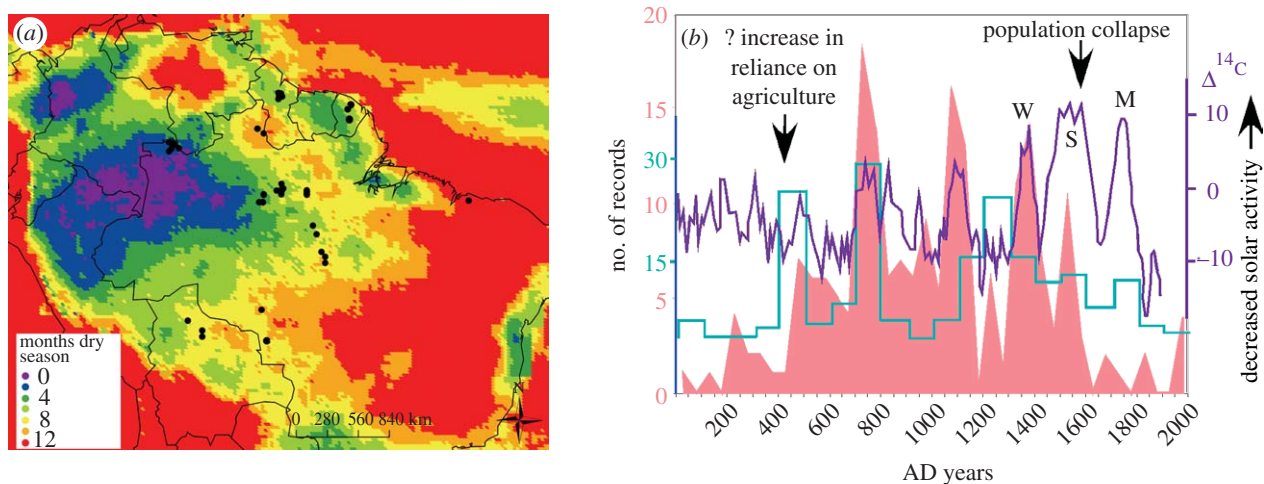 (a)
months dry
season
0
4
8
12
0 280 560 840 km
(b)
? increase in
reliance on
agriculture
population collapse
W
S
M
20
15
30
10
15
5
0
no. of records
Δ ¹⁴C
10
0
−10
decreased solar activity
200 400 600 800 1000 1200 1400 1600 1800 2000
AD years